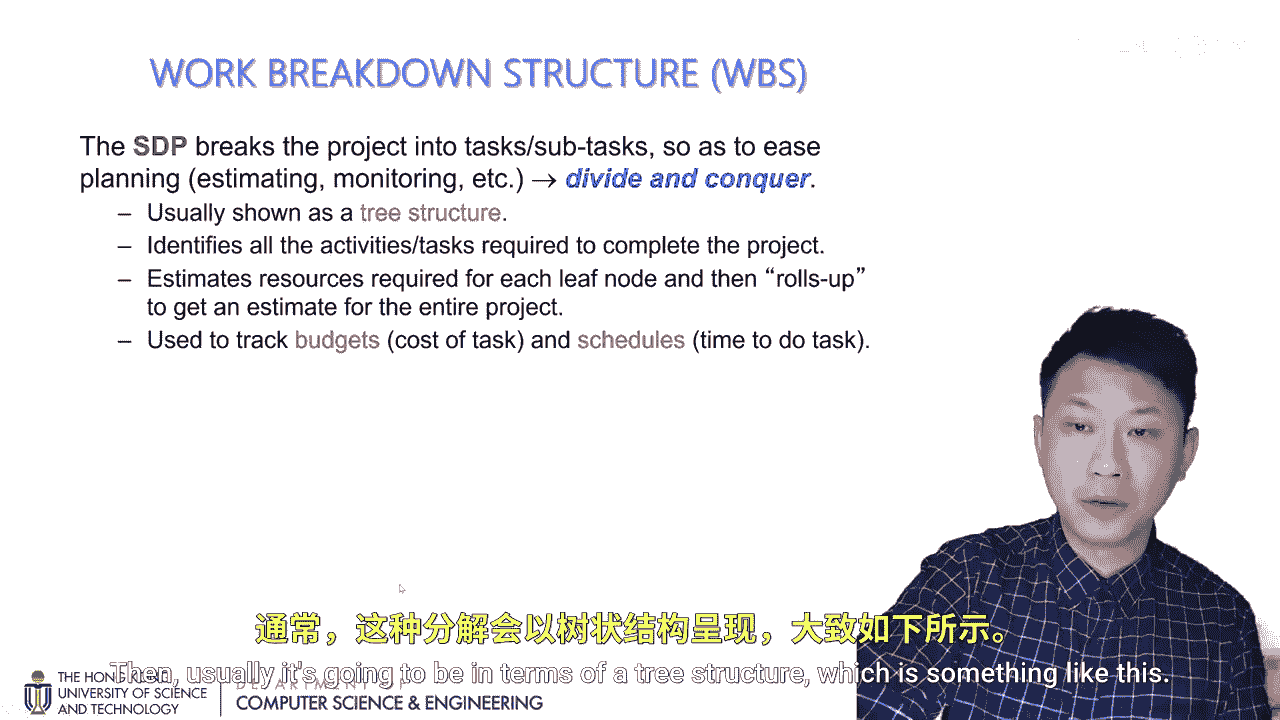 WORK BREAKDOWN STRUCTURE (WBS)
The SDP breaks the project into tasks/sub-tasks, so as to ease
planning (estimating, monitoring, etc.) → divide and conquer.
– Usually shown as a tree structure.
– Identifies all the activities/tasks required to complete the project.
– Estimates resources required for each leaf node and then “rolls-up”
to get an estimate for the entire project.
– Used to track budgets (cost of task) and schedules (time to do task).
通常，这种分解会以树状结构呈现，大致如下所示。
Then, usually it's going to be in terms of a tree structure, which is something like this.
THE HONG KONG
UNIVERSITY OF SCIENCE
AND TECHNOLOGY
COMPUTER SCIENCE & ENGINEERING